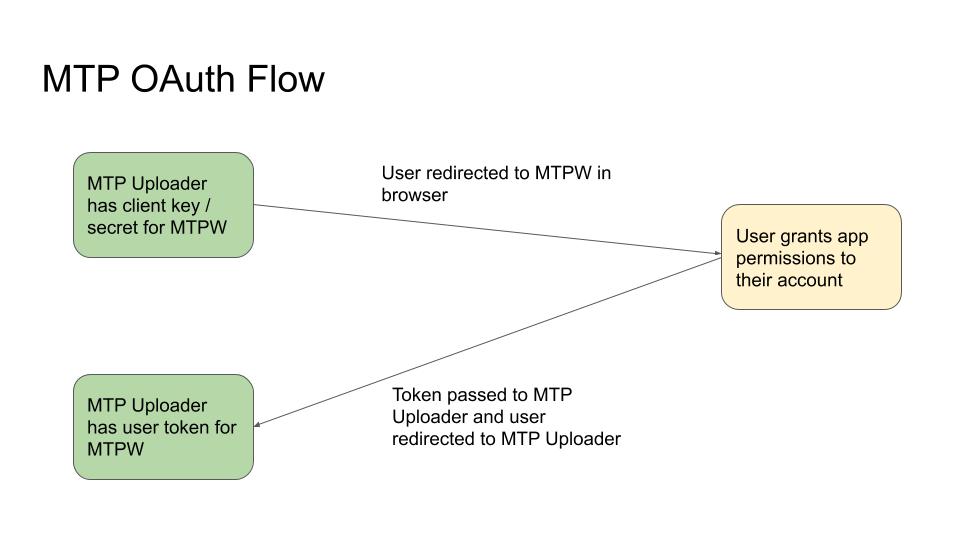 MTP OAuth Flow
MTP Uploader
has client key /
secret for MTPW
User redirected to MTPW in
browser
User grants app
permissions to
their account
Token passed to MTP
Uploader and user
redirected to MTP Uploader
MTP Uploader
has user token for
MTPW